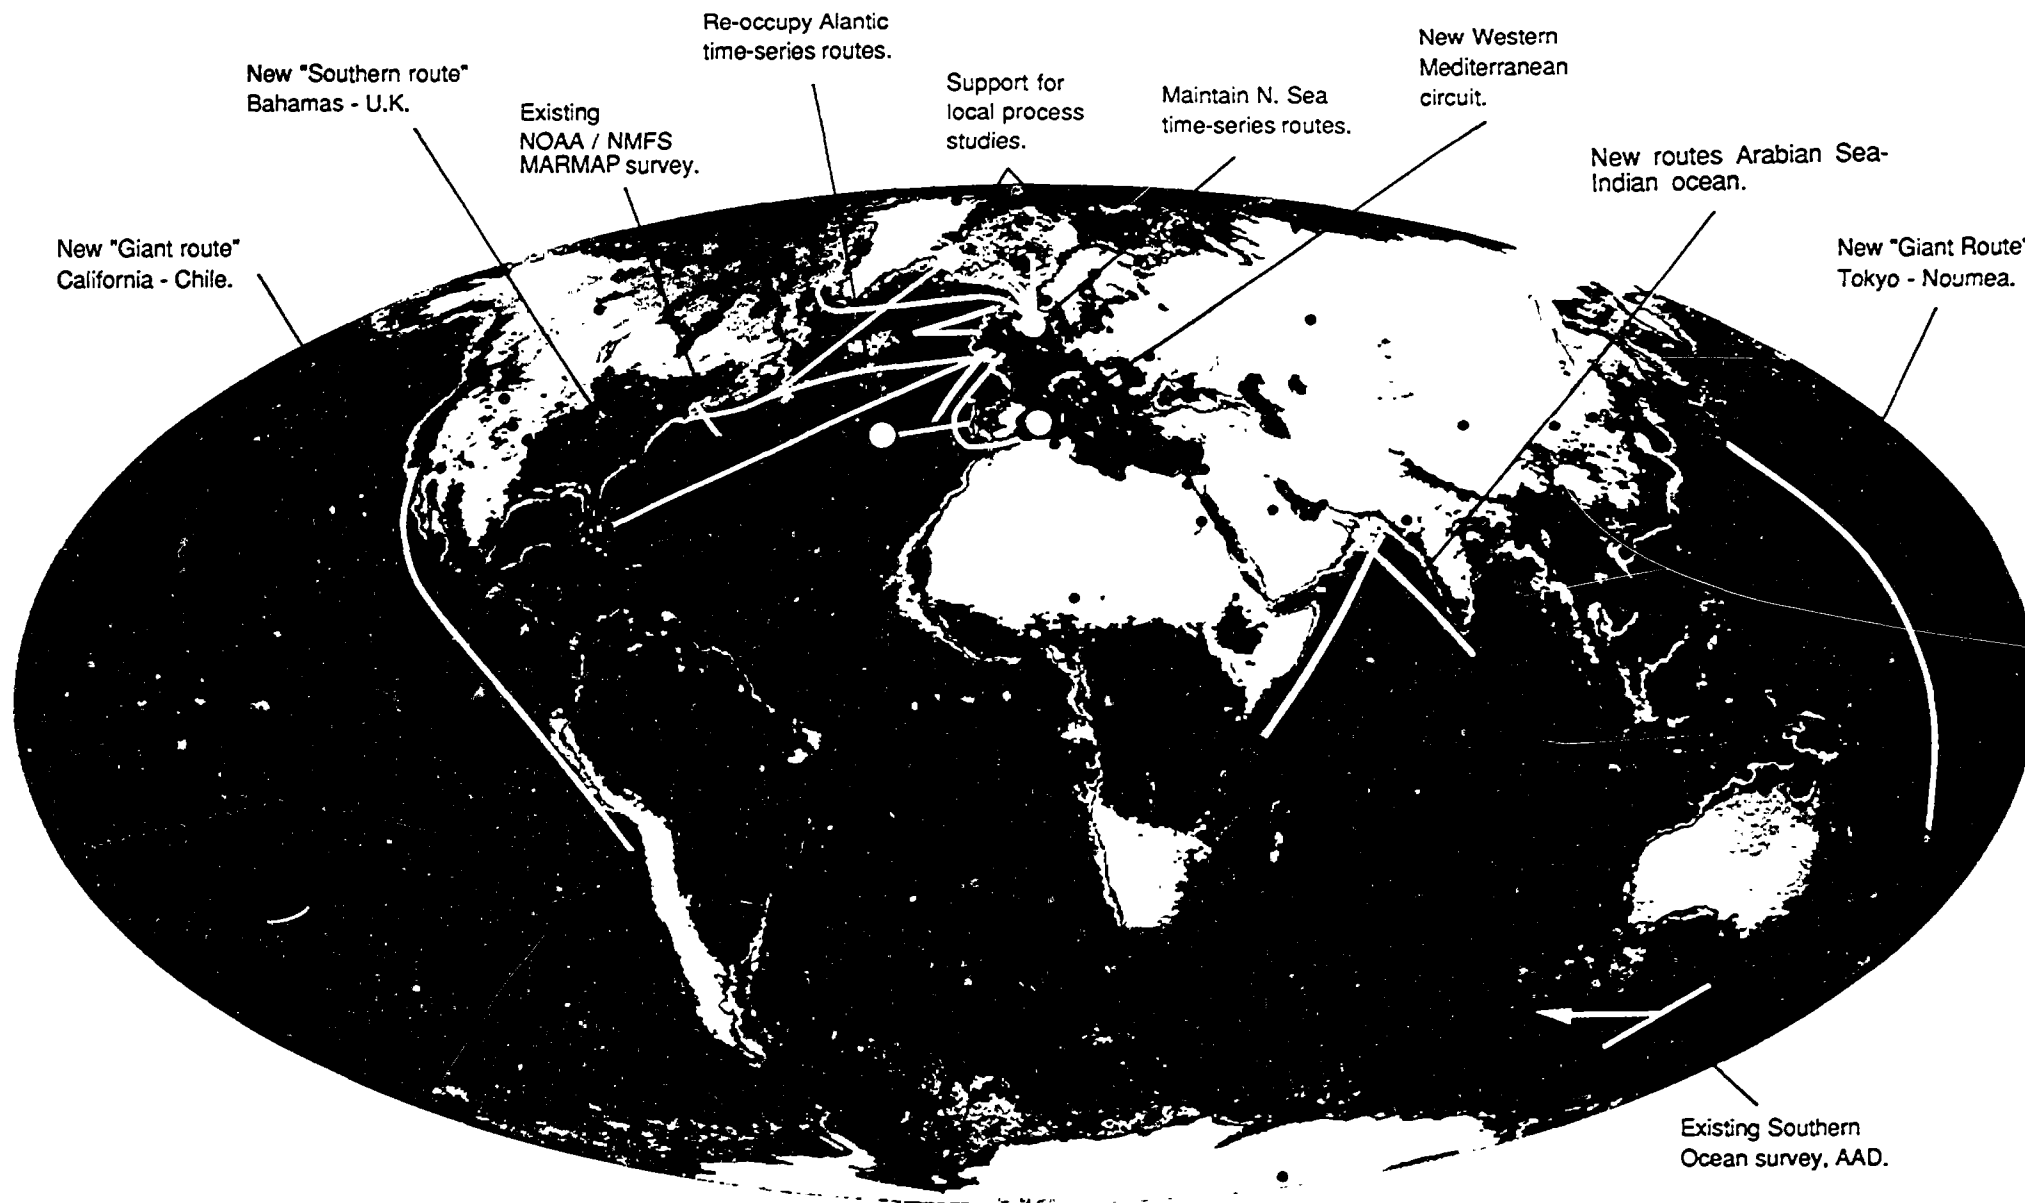 Re-occupy Alantic
time-series routes.
New Western
Mediterranean
circuit.
New "Southern route"
Bahamas - U.K.
Support for
local process
studies.
Maintain N. Sea
time-series routes.
Existing
NOAA / NMFS
MARMAP survey.
New routes Arabian Sea-
Indian ocean.
New "Giant route"
California - Chile.
New "Giant Route"
Tokyo - Noumea.
Existing Southern
Ocean survey, AAD.